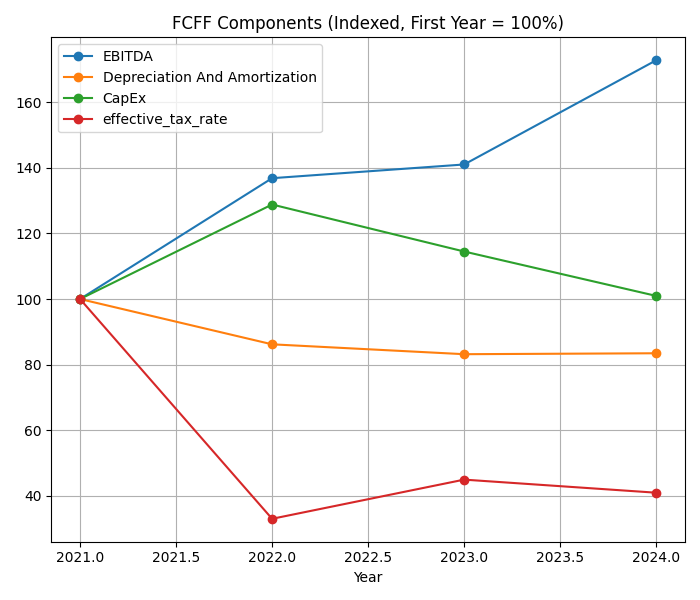 FCFF Components (Indexed, First Year = 100%)
EBITDA
Depreciation And Amortization
CapEx
effective_tax_rate
160
140
120
100
80
60
40
2021.0 2021.5 2022.0 2022.5 2023.0 2023.5 2024.0
Year